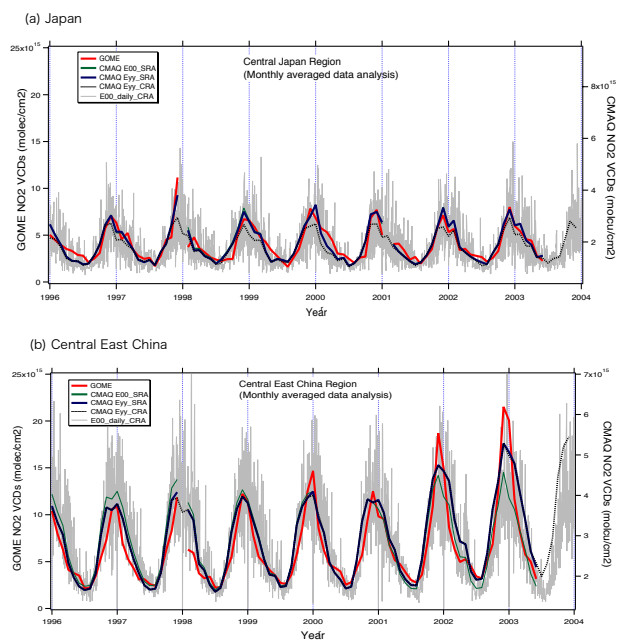 (a) Japan
25x10^15
20
15
10
5
0
GOME NO2 VCDs (molec/cm2)
GOME
CMAQ E00_SRA
CMAQ Eyy_SRA
CMAQ Eyy_CRA
E00_daily_CRA
Central Japan Region
(Monthly averaged data analysis)
8x10^15
6
4
2
CMAQ NO2 VCDs (molcu/cm2)
1996 1997 1998 1999 2000 2001 2002 2003 2004
Year
(b) Central East China
25x10^15
20
15
10
5
0
GOME NO2 VCDs (molec/cm2)
GOME
CMAQ E00_SRA
CMAQ Eyy_SRA
CMAQ Eyy_CRA
E00_daily_CRA
Central East China Region
(Monthly averaged data analysis)
7x10^15
6
5
4
3
2
CMAQ NO2 VCDs (molcu/cm2)
1996 1997 1998 1999 2000 2001 2002 2003 2004
Year